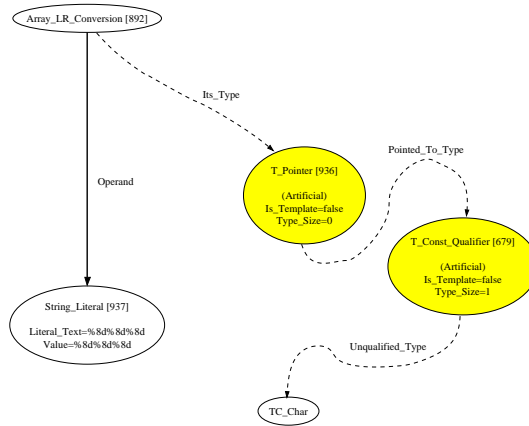 Array_LR_Conversion [892]
Its_Type
Pointed_To_Type
T_Pointer [936]
(Artificial)
Is_Template=false
Type_Size=0
Operand
T_Const_Qualifier [679]
(Artificial)
Is_Template=false
Type_Size=1
String_Literal [937]
Literal_Text=%8d%8d%8d
Value=%8d%8d%8d
Unqualified_Type
TC_Char